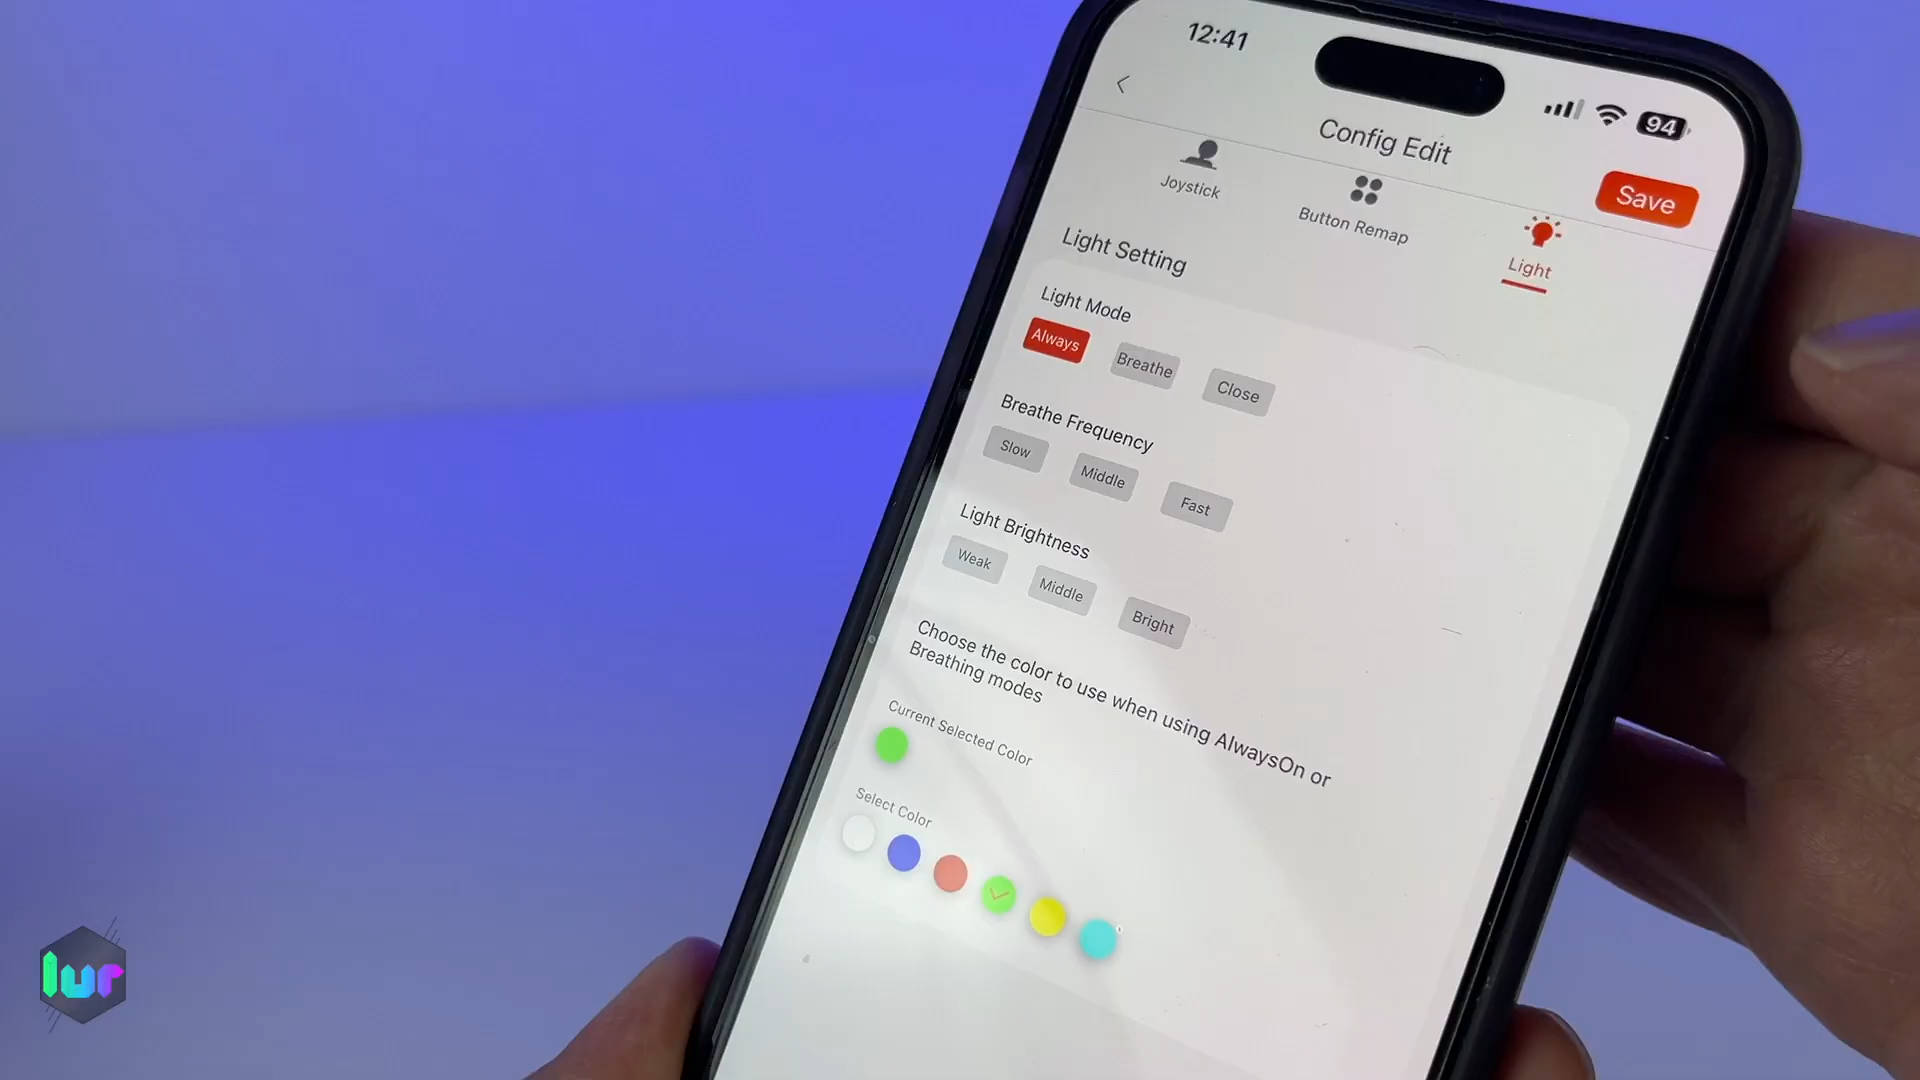 12:41
94
Config Edit
Save
Joystick
Button Remap
Light
Light Setting
Light Mode
Always
Breathe
Close
Breathe Frequency
Slow
Middle
Fast
Light Brightness
Weak
Middle
Bright
Choose the color to use when using AlwaysOn or
Breathing modes
Current Selected Color
Select Color
lur